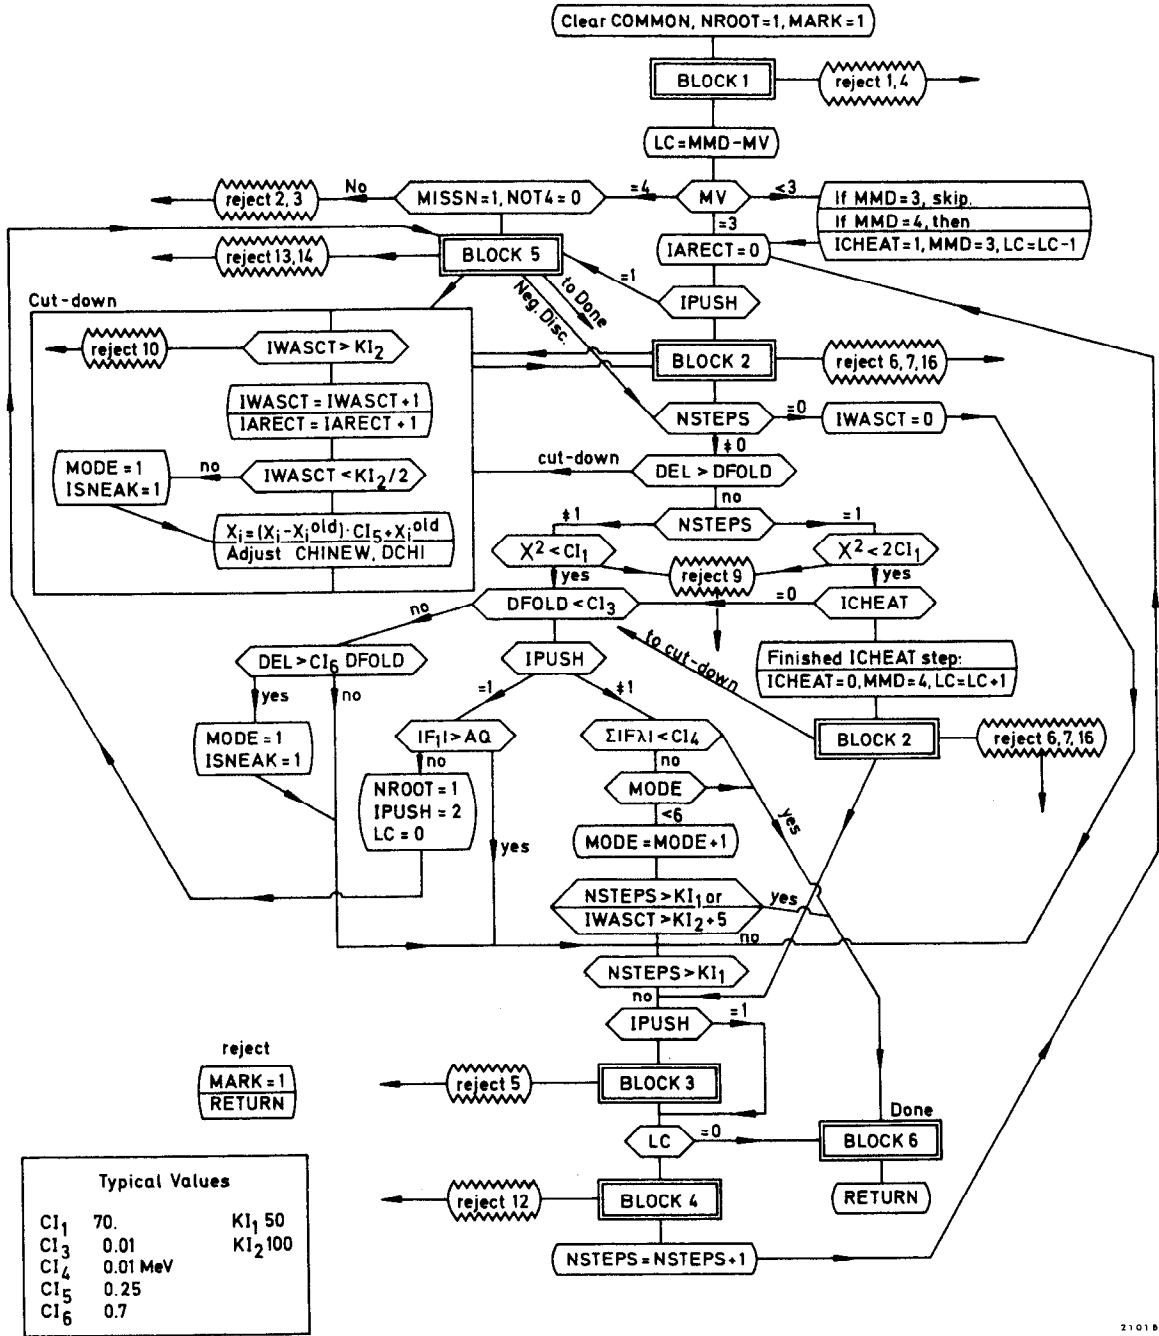 Clear COMMON, NROOT=1, MARK=1
BLOCK 1
reject 1,4
LC=MMD-MV
No
=4
<3
reject 2,3
MISSN=1, NOT4=0
MV
If MMD=3, skip.
If MMD=4, then
ICHEAT=1, MMD=3, LC=LC-1
=3
reject 13,14
BLOCK 5
IARECT=0
=1
to Done
Neg. Disc.
IPUSH
Cut-down
reject 10
IWASCT>KI2
BLOCK 2
reject 6,7,16
IWASCT=IWASCT+1
IARECT=IARECT+1
NSTEPS
=0
IWASCT=0
‡0
MODE=1
ISNEAK=1
no
IWASCT<KI2/2
cut-down
DEL>DFOLD
no
Xi=(Xi-Xi old)·CI5+Xi old
Adjust CHINEW, DCHI
‡1
NSTEPS
=1
X²<CI1
X²<2CI1
yes
reject 9
yes
no
DFOLD<CI3
=0
ICHEAT
to cut-down
DEL>CI6 DFOLD
IPUSH
Finished ICHEAT step:
ICHEAT=0, MMD=4, LC=LC+1
yes
no
=1
‡1
MODE=1
ISNEAK=1
|F1|>AQ
Σ|Fλ|<CI4
BLOCK 2
reject 6,7,16
no
no
NROOT=1
IPUSH=2
LC=0
MODE
<6
yes
yes
MODE=MODE+1
NSTEPS>KI1 or
IWASCT>KI2+5
yes
no
NSTEPS>KI1
no
IPUSH
=1
reject
MARK=1
RETURN
reject 5
BLOCK 3
Done
LC
=0
BLOCK 6
reject 12
BLOCK 4
RETURN
NSTEPS=NSTEPS+1
Typical Values
CI1 70. KI1 50
CI3 0.01 KI2 100
CI4 0.01 MeV
CI5 0.25
CI6 0.7
21018